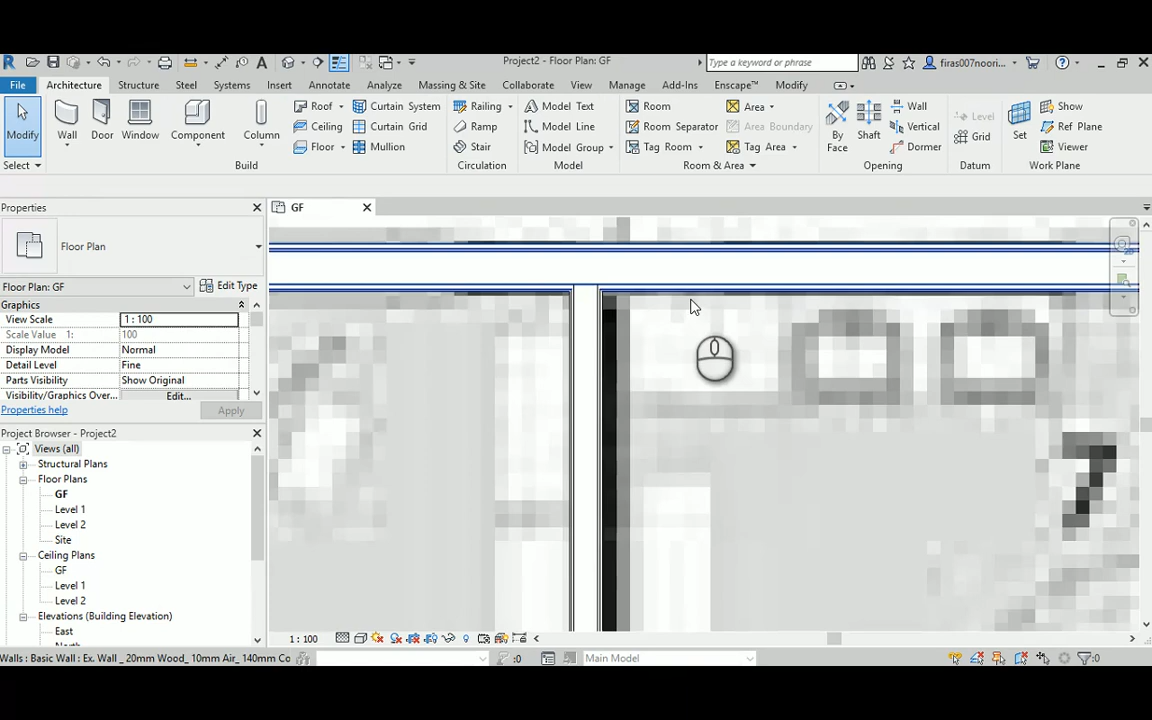 Project2 - Floor Plan: GF
Type a keyword or phrase
firas007noori...
File Architecture Structure Steel Systems Insert Annotate Analyze Massing & Site Collaborate View Manage Add-Ins Enscape™ Modify
Modify
Wall
Door
Window
Component
Column
Roof
Ceiling
Floor
Curtain System
Curtain Grid
Mullion
Railing
Ramp
Stair
Model Text
Model Line
Model Group
Room
Room Separator
Tag Room
Area
Area Boundary
Tag Area
By Face
Shaft
Wall
Vertical
Dormer
Level
Grid
Set
Show
Ref Plane
Viewer
Select Build Circulation Model Room & Area Opening Datum Work Plane
Properties
GF
Floor Plan
Floor Plan: GF Edit Type
Graphics
View Scale 1 : 100
Scale Value 1: 100
Display Model Normal
Detail Level Fine
Parts Visibility Show Original
Visibility/Graphics Over... Edit...
Properties help Apply
Project Browser - Project2
Views (all)
Structural Plans
Floor Plans
GF
Level 1
Level 2
Site
Ceiling Plans
GF
Level 1
Level 2
Elevations (Building Elevation)
East
1 : 100
Walls : Basic Wall : Ex. Wall _ 20mm Wood_ 10mm Air_ 140mm Co
:0
Main Model
:0
7